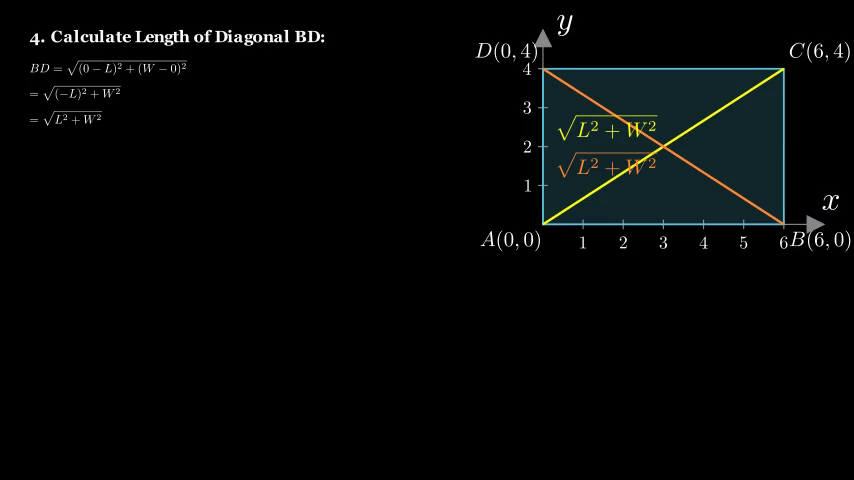 4. Calculate Length of Diagonal BD:
BD = √((0 − L)² + (W − 0)²)
= √((−L)² + W²)
= √(L² + W²)
y
D(0, 4)
C(6, 4)
4
3
√(L² + W²)
2
√(L² + W²)
1
x
A(0, 0)
B(6, 0)
1 2 3 4 5 6